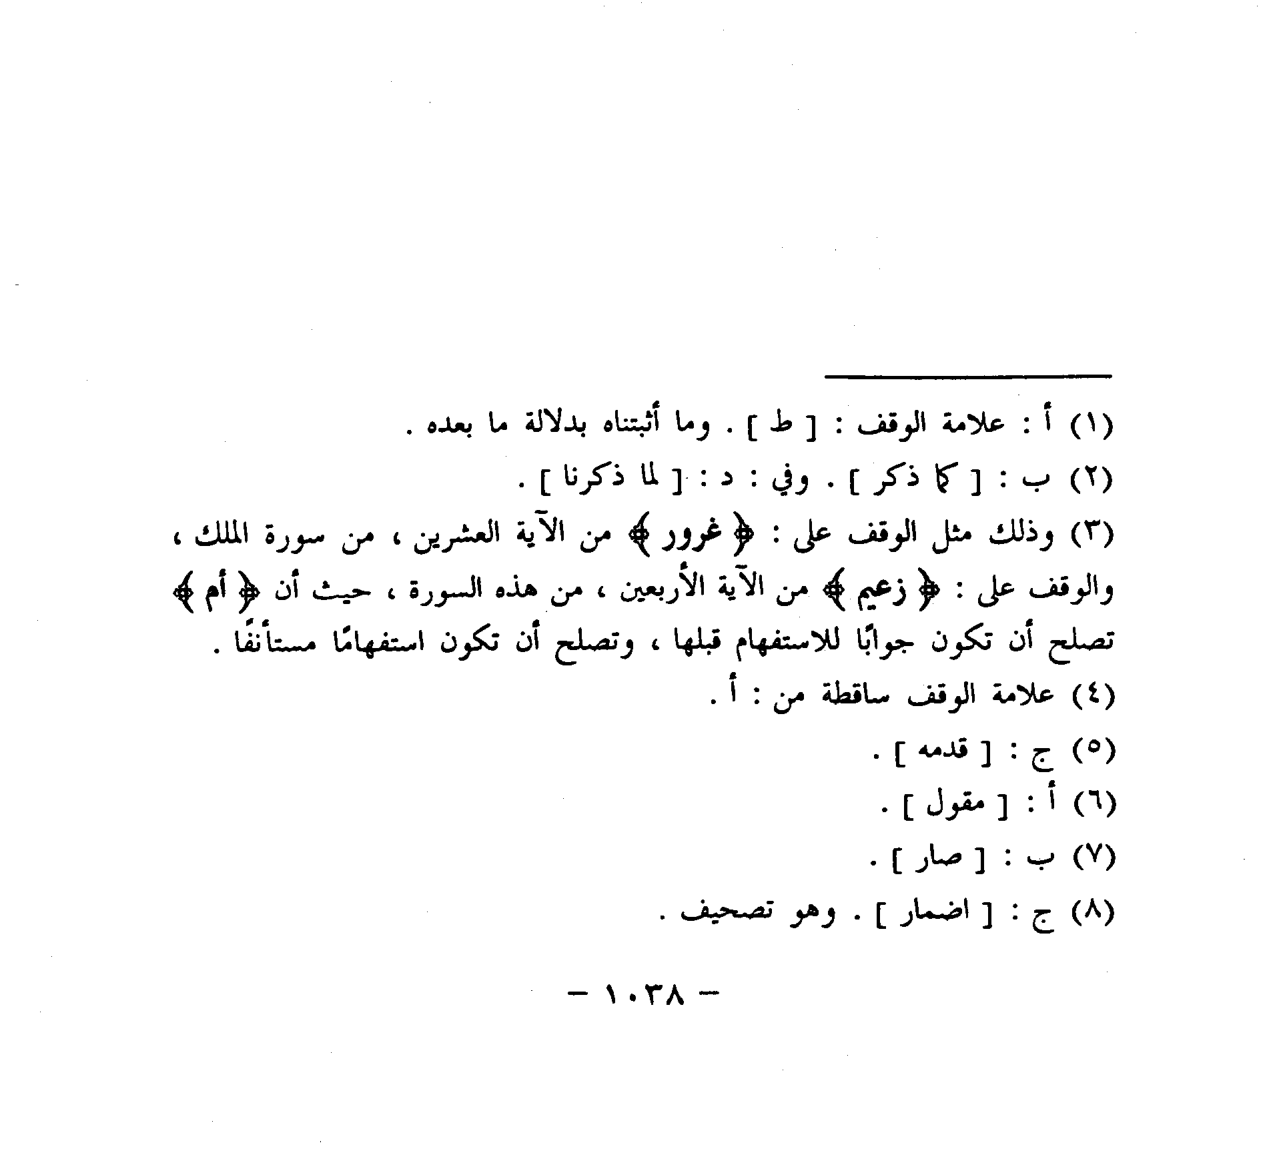 (١) أ : علامة الوقف : [ ط ] . وما أثبتناه بدلالة ما بعده .
(٢) ب : [ كما ذكر ] . وفي : د : [ لما ذكرنا ] .
(٣) وذلك مثل الوقف على : ﴿ غرور ﴾ من الآية العشرين ، من سورة الملك ،
والوقف على : ﴿ زعيم ﴾ من الآية الأربعين ، من هذه السورة ، حيث أن ﴿ أم ﴾
تصلح أن تكون جوابًا للاستفهام قبلها ، وتصلح أن تكون استفهامًا مستأنفًا .
(٤) علامة الوقف ساقطة من : أ .
(٥) ج : [ قدمه ] .
(٦) أ : [ مقول ] .
(٧) ب : [ صار ] .
(٨) ج : [ اضمار ] . وهو تصحيف .
– ١٠٣٨ –